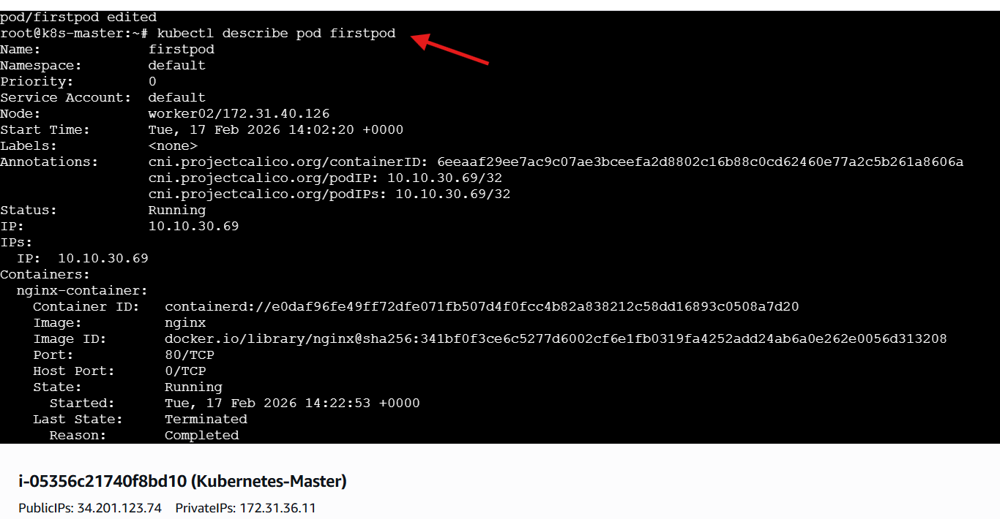 pod/firstpod edited
root@k8s-master:~# kubectl describe pod firstpod
Name:             firstpod
Namespace:        default
Priority:         0
Service Account:  default
Node:             worker02/172.31.40.126
Start Time:       Tue, 17 Feb 2026 14:02:20 +0000
Labels:           <none>
Annotations:      cni.projectcalico.org/containerID: 6eeaaf29ee7ac9c07ae3bceefa2d8802c16b88c0cd62460e77a2c5b261a8606a
                  cni.projectcalico.org/podIP: 10.10.30.69/32
                  cni.projectcalico.org/podIPs: 10.10.30.69/32
Status:           Running
IP:               10.10.30.69
IPs:
  IP:  10.10.30.69
Containers:
  nginx-container:
    Container ID:   containerd://e0daf96fe49ff72dfe071fb507d4f0fcc4b82a838212c58dd16893c0508a7d20
    Image:          nginx
    Image ID:       docker.io/library/nginx@sha256:341bf0f3ce6c5277d6002cf6e1fb0319fa4252add24ab6a0e262e0056d313208
    Port:           80/TCP
    Host Port:      0/TCP
    State:          Running
      Started:      Tue, 17 Feb 2026 14:22:53 +0000
    Last State:     Terminated
      Reason:       Completed
i-05356c21740f8bd10 (Kubernetes-Master)
PublicIPs: 34.201.123.74    PrivateIPs: 172.31.36.11